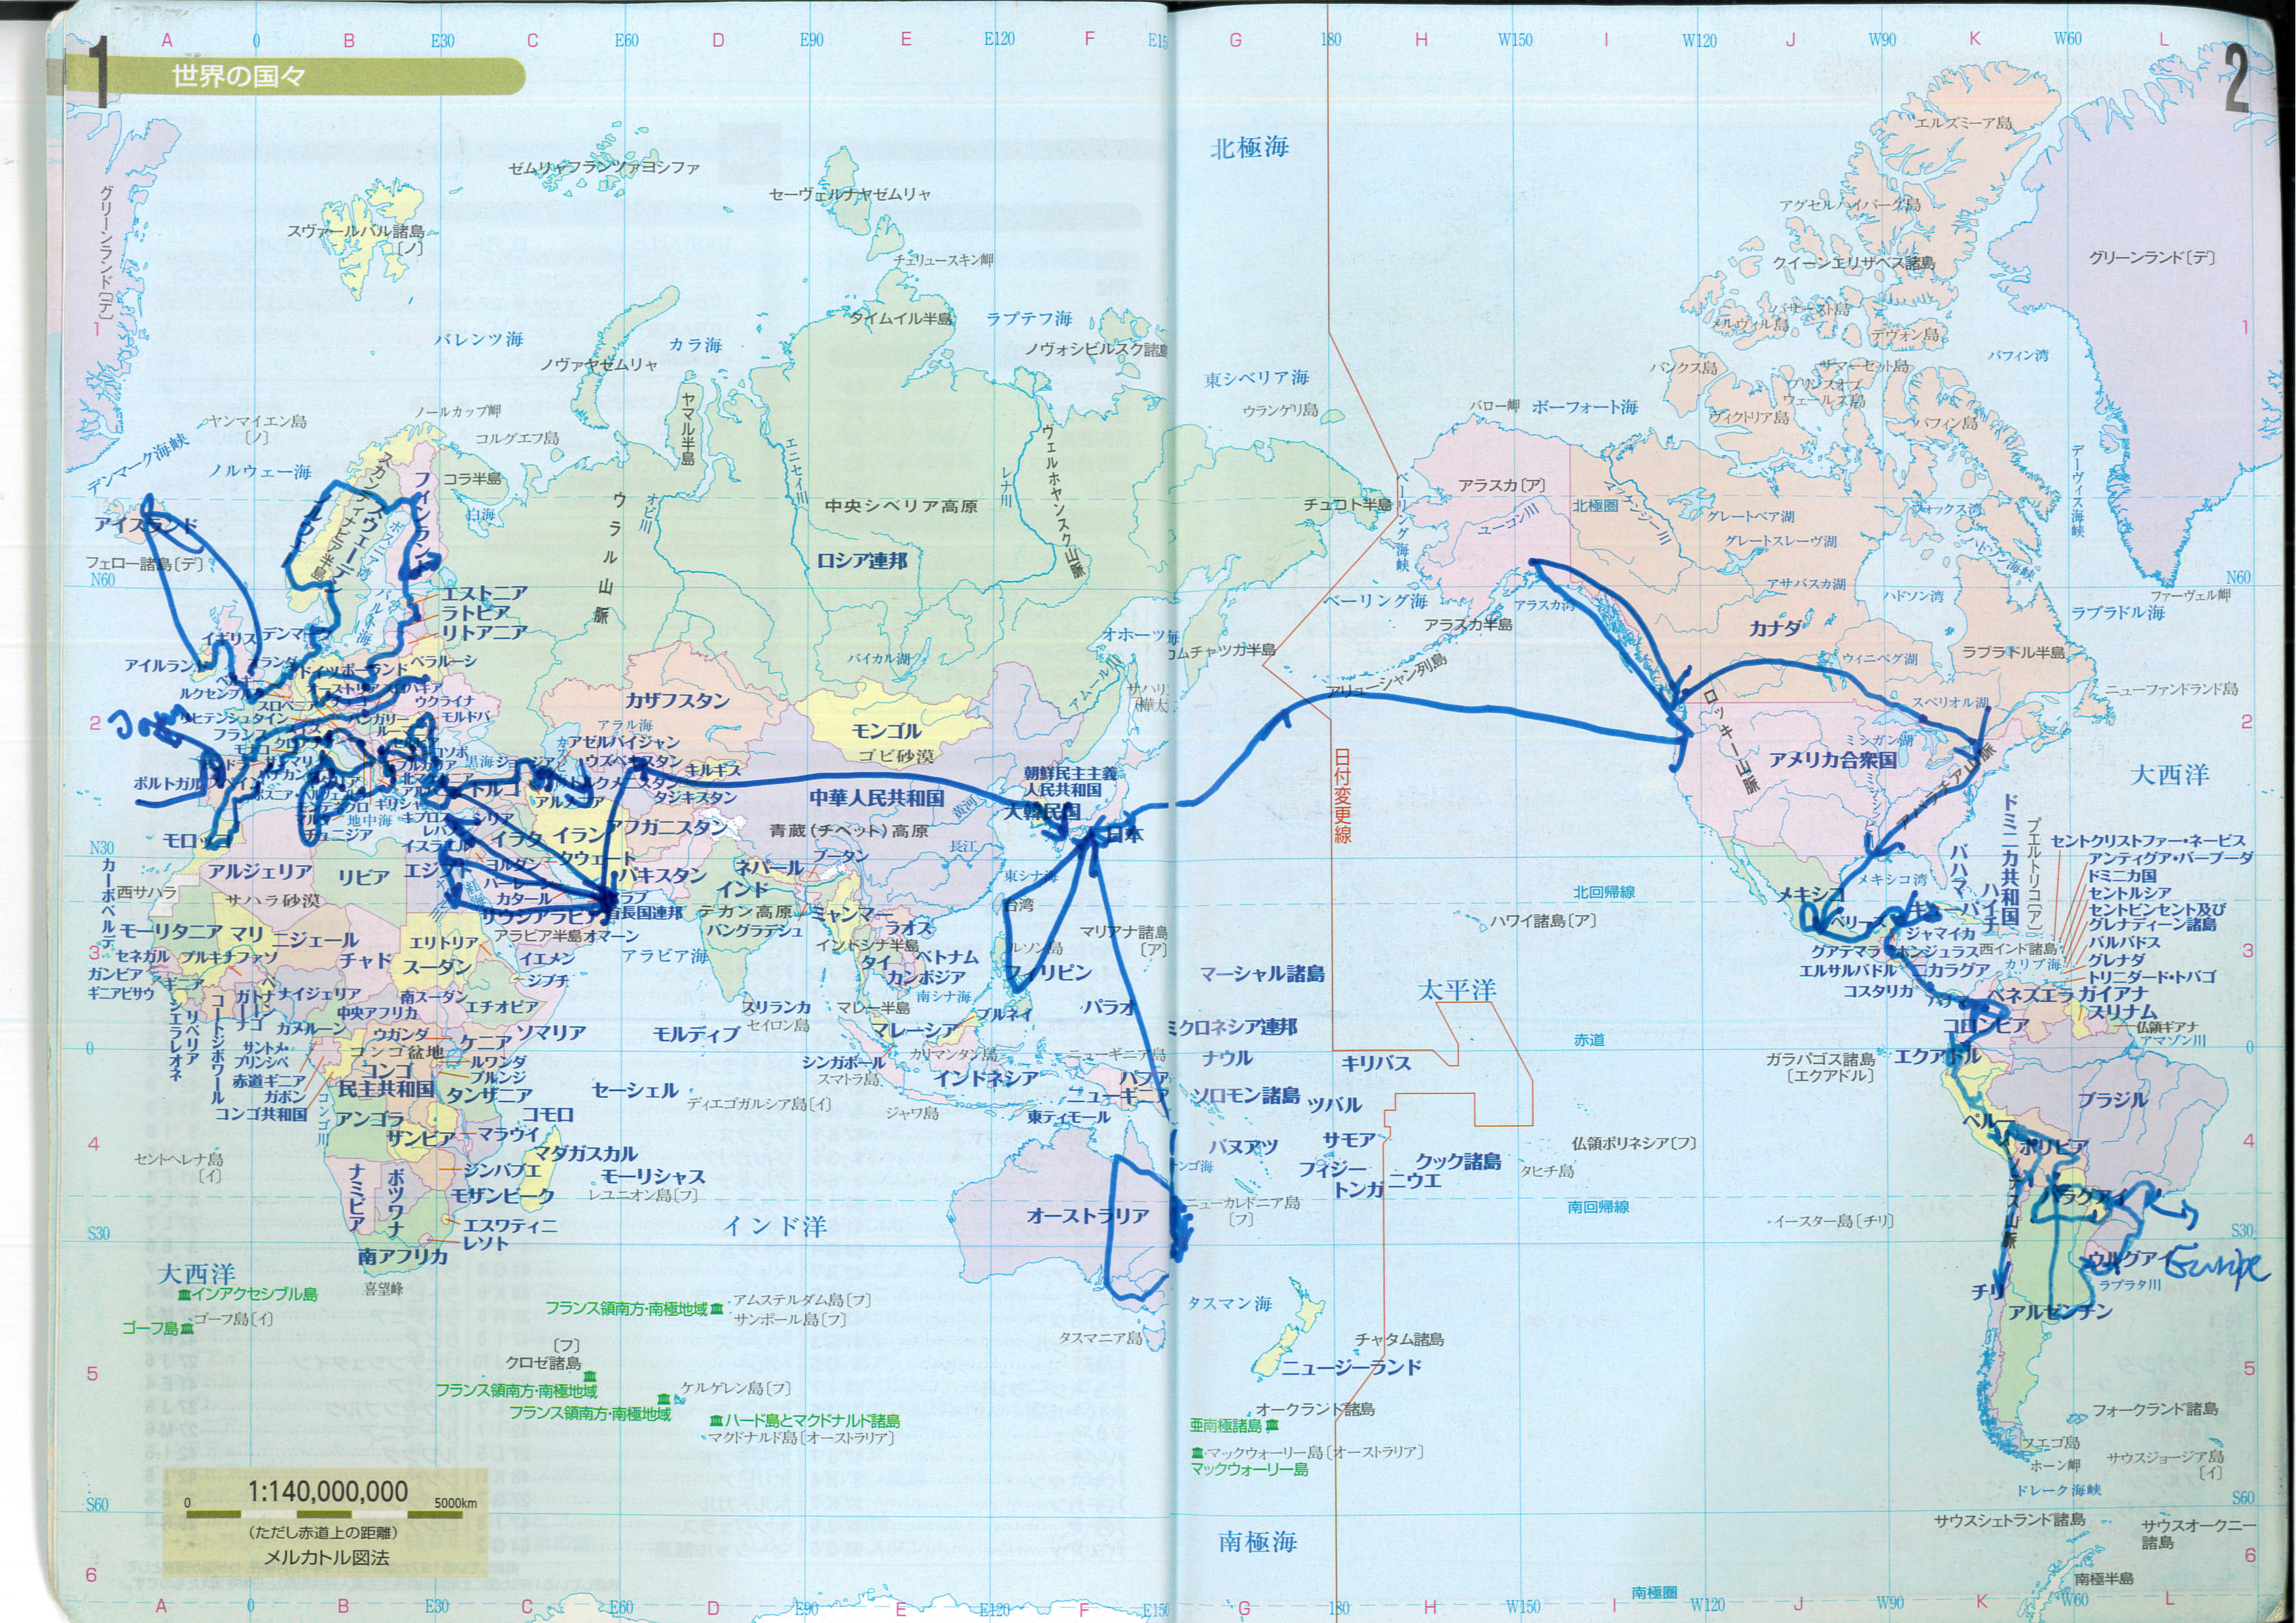 1
世界の国々
2
A 0 B E30 C E60 D E90 E E120 F E15
G 180 H W150 I W120 J W90 K W60 L
グリーンランド〔デ〕
スヴァールバル諸島
〔ノ〕
ゼムリャフランツァヨシファ
セーヴェルナヤゼムリャ
チェリュースキン岬
タイムイル半島
ラプテフ海
ノヴォシビルスク諸島
バレンツ海
カラ海
ノヴァヤゼムリャ
ヤマル半島
ヤンマイエン島
〔ノ〕
ノールカップ岬
コルグエフ島
デンマーク海峡
ノルウェー海
コラ半島
白海
ウラル山脈
オビ川
エニセイ川
レナ川
ヴェルホヤンスク山脈
中央シベリア高原
ロシア連邦
アイスランド
フェロー諸島〔デ〕
スウェーデン
スカンディナビア半島
フィンランド
N60
エストニア
ラトビア
リトアニア
イギリス
アイルランド
ベラルーシ
ウクライナ
モルドバ
バイカル湖
アムール川
オホーツ海
カムチャツカ半島
カザフスタン
アラル海
モンゴル
ゴビ砂漠
アゼルバイジャン
ウズベキスタン
キルギス
トルクメニスタン
タジキスタン
アルメニア
黒海
トルコ
ポルトガル
地中海
チュニジア
モロッコ
キプロス
シリア
イラク
イラン
アフガニスタン
中華人民共和国
青蔵(チベット)高原
黄河
長江
朝鮮民主主義
人民共和国
大韓民国
日本
東シナ海
台湾
N30
カーボベルデ
西サハラ
アルジェリア
リビア
エジプト
サハラ砂漠
ヨルダン
クウェート
バーレーン
カタール
サウジアラビア
アラブ
首長国連邦
アラビア半島
オマーン
パキスタン
ネパール
ブータン
インド
デカン高原
バングラデシュ
ミャンマー
ラオス
インドシナ半島
タイ
ベトナム
カンボジア
南シナ海
ルソン島
フィリピン
マリアナ諸島
〔ア〕
パラオ
モーリタニア
マリ
ニジェール
チャド
エリトリア
スーダン
イエメン
ジブチ
アラビア海
セネガル
ガンビア
ギニアビサウ
ギニア
ブルキナファソ
シエラレオネ
リベリア
コートジボワール
ガーナ
トーゴ
ナイジェリア
カメルーン
中央アフリカ
南スーダン
エチオピア
ソマリア
スリランカ
セイロン島
モルディブ
マレー半島
マレーシア
ブルネイ
シンガポール
スマトラ島
カリマンタン島
インドネシア
ジャワ島
ニューギニア島
パプア
ニューギニア
東ティモール
サントメ・
プリンシペ
赤道ギニア
ガボン
コンゴ共和国
コンゴ川
ウガンダ
ケニア
コンゴ盆地
コンゴ
民主共和国
ルワンダ
ブルンジ
タンザニア
セーシェル
ディエゴガルシア島〔イ〕
コモロ
アンゴラ
ザンビア
マラウイ
マダガスカル
モーリシャス
レユニオン島〔フ〕
ナミビア
ボツワナ
ジンバブエ
モザンビーク
エスワティニ
レソト
南アフリカ
喜望峰
セントヘレナ島
〔イ〕
インド洋
オーストラリア
タスマニア島
大西洋
インアクセシブル島
ゴーフ島
ゴーフ島〔イ〕
フランス領南方・南極地域
アムステルダム島〔フ〕
サンポール島〔フ〕
〔フ〕
クロゼ諸島
フランス領南方・南極地域
フランス領南方・南極地域
ケルゲレン島〔フ〕
ハード島とマクドナルド諸島
マクドナルド島〔オーストラリア〕
S30
S60
1:140,000,000
0 5000km
(ただし赤道上の距離)
メルカトル図法
北極海
東シベリア海
ウランゲリ島
チュコト半島
ベーリング海峡
バロー岬
ボーフォート海
アラスカ〔ア〕
ユーコン川
北極圏
マッケンジー川
グレートベア湖
グレートスレーヴ湖
アサバスカ湖
ハドソン湾
ハドソン海峡
フォックス湾
エルズミーア島
アグセルハイバーグ島
クイーンエリザベス諸島
バサースト島
メルヴィル島
デヴォン島
バンクス島
サマーセット島
プリンスオブ
ウェールズ島
ヴィクトリア島
バフィン島
バフィン湾
グリーンランド〔デ〕
デーヴィス海峡
ファーヴェル岬
ラブラドル海
N60
ベーリング海
アラスカ湾
アラスカ半島
アリューシャン列島
カナダ
ウィニペグ湖
ラブラドル半島
ニューファンドランド島
ロッキー山脈
スペリオル湖
ミシガン湖
アメリカ合衆国
アパラチア山脈
大西洋
日付変更線
北回帰線
ハワイ諸島〔ア〕
メキシコ
メキシコ湾
バハマ
キューバ
ハイチ
ドミニカ共和国
プエルトリコ〔ア〕
セントクリストファー・ネービス
アンティグア・バーブーダ
ドミニカ国
セントルシア
セントビンセント及び
グレナディーン諸島
バルバドス
グレナダ
トリニダード・トバゴ
ベリーズ
ジャマイカ
グアテマラ
ホンジュラス
西インド諸島
カリブ海
エルサルバドル
ニカラグア
コスタリカ
パナマ
ベネズエラ
ガイアナ
スリナム
仏領ギアナ
コロンビア
アマゾン川
エクアドル
ガラパゴス諸島
〔エクアドル〕
ペルー
ブラジル
ボリビア
パラグアイ
ウルグアイ
ラプラタ川
アンデス山脈
チリ
アルゼンチン
Europe
マーシャル諸島
太平洋
ミクロネシア連邦
ナウル
キリバス
赤道
ソロモン諸島
ツバル
バヌアツ
サモア
フィジー
トンガ
ニウエ
クック諸島
タヒチ島
仏領ポリネシア〔フ〕
ニューカレドニア島
〔フ〕
南回帰線
イースター島〔チリ〕
タスマン海
チャタム諸島
ニュージーランド
オークランド諸島
亜南極諸島
マックウォーリー島〔オーストラリア〕
マックウォーリー島
フォークランド諸島
フエゴ島
ホーン岬
サウスジョージア島
〔イ〕
ドレーク海峡
サウスシェトランド諸島
サウスオークニー
諸島
南極半島
南極海
南極圏
S30
S60
A 0 B E30 C E60 D E90 E E120 F E150
G 180 H W150 I W120 J W90 K W60 L